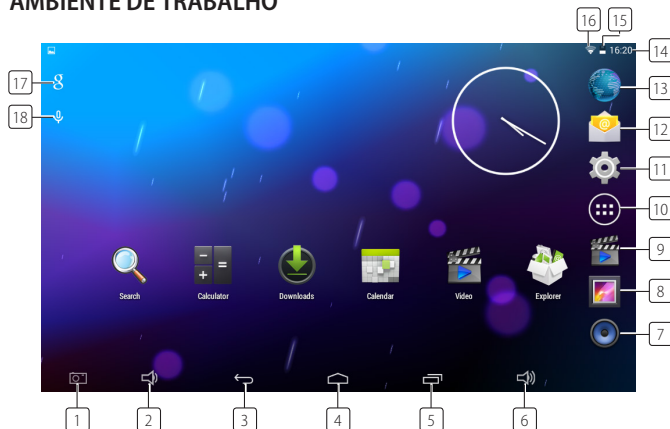 AMBIENTE DE TRABALHO
16 15
16:20 14
17 g
13
18
12
11
10
9
Search Calculator Downloads Calendar Video Explorer
8
7
1 2 3 4 5 6